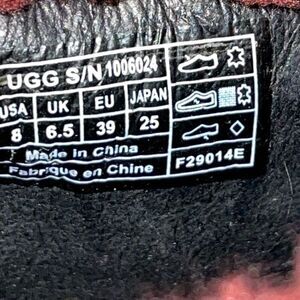 UGG S/N 1006024
USA UK EU JAPAN
8 6.5 39 25
Made in China
Fabriqué en Chine
F29014E